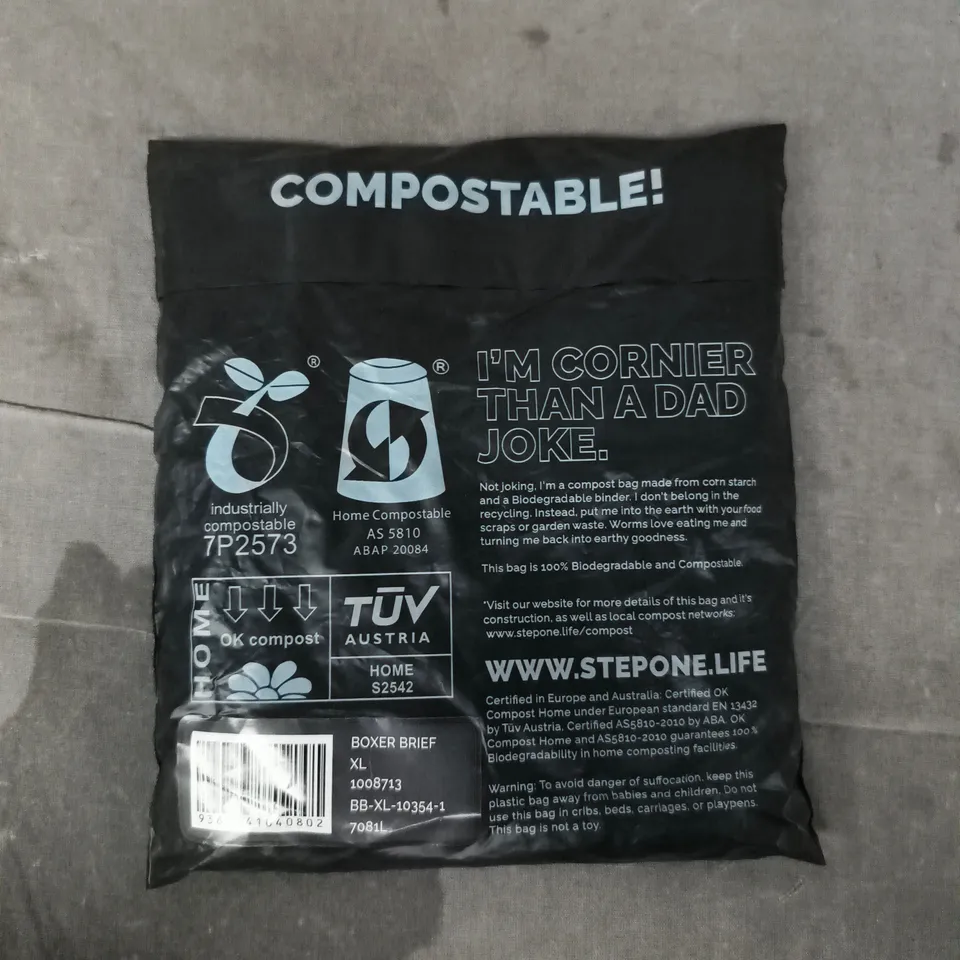 COMPOSTABLE!
®
industrially
compostable
7P2573
®
Home Compostable
AS 5810
ABAP 20084
HOME
OK compost
TÜV
AUSTRIA
HOME
S2542
BOXER BRIEF
XL
1008713
BB-XL-10354-1
7081L
I'M CORNIER
THAN A DAD
JOKE.
Not joking, I'm a compost bag made from corn starch
and a Biodegradable binder. I don't belong in the
recycling. Instead, put me into the earth with your food
scraps or garden waste. Worms love eating me and
turning me back into earthy goodness.
This bag is 100% Biodegradable and Compostable.
*Visit our website for more details of this bag and it's
construction, as well as local compost networks:
www.stepone.life/compost
WWW.STEPONE.LIFE
Certified in Europe and Australia: Certified OK
Compost Home under European standard EN 13432
by Tüv Austria, Certified AS5810-2010 by ABA. OK
Compost Home and AS5810-2010 guarantees 100%
Biodegradability in home composting facilities.
Warning: To avoid danger of suffocation, keep this
plastic bag away from babies and children. Do not
use this bag in cribs, beds, carriages, or playpens.
This bag is not a toy.